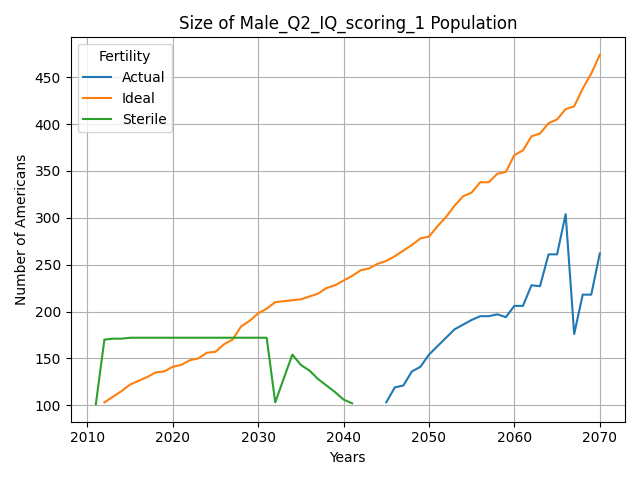 Size of Male_Q2_IQ_scoring_1 Population
Fertility
Actual
Ideal
Sterile
Number of Americans
450
400
350
300
250
200
150
100
2010 2020 2030 2040 2050 2060 2070
Years